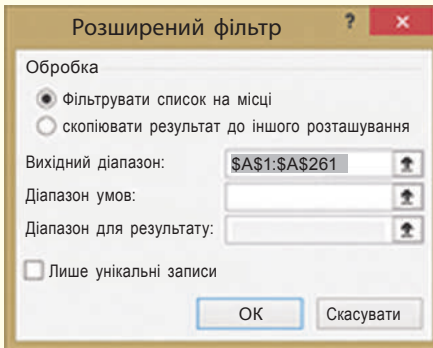 Розширений фільтр ? ×
Обробка
Фільтрувати список на місці
скопіювати результат до іншого розташування
Вихідний діапазон: $A$1:$A$261
Діапазон умов:
Діапазон для результату:
Лише унікальні записи
ОК Скасувати